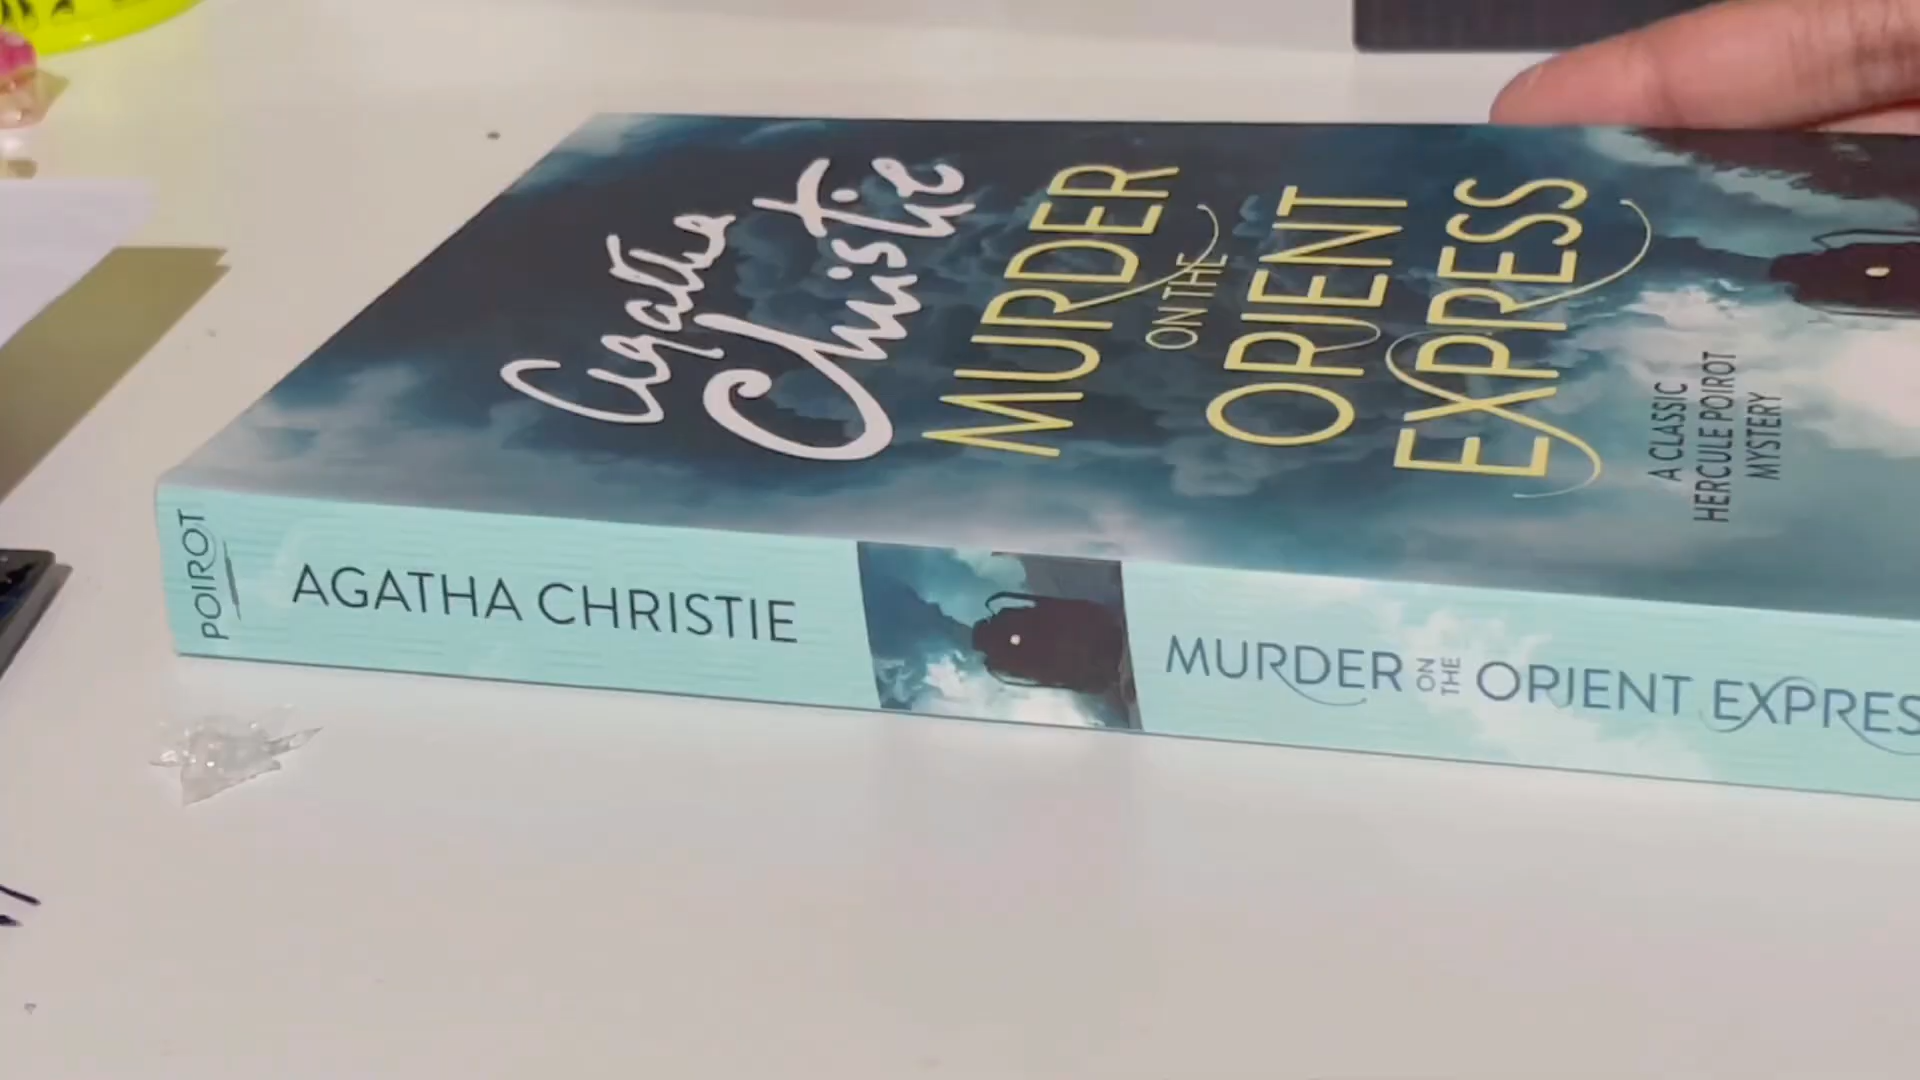 Agatha
Christie
MURDER
ON THE
ORIENT
EXPRESS
A CLASSIC
HERCULE POIROT
MYSTERY
POIROT
AGATHA CHRISTIE
MURDER ON THE ORIENT EXPRES